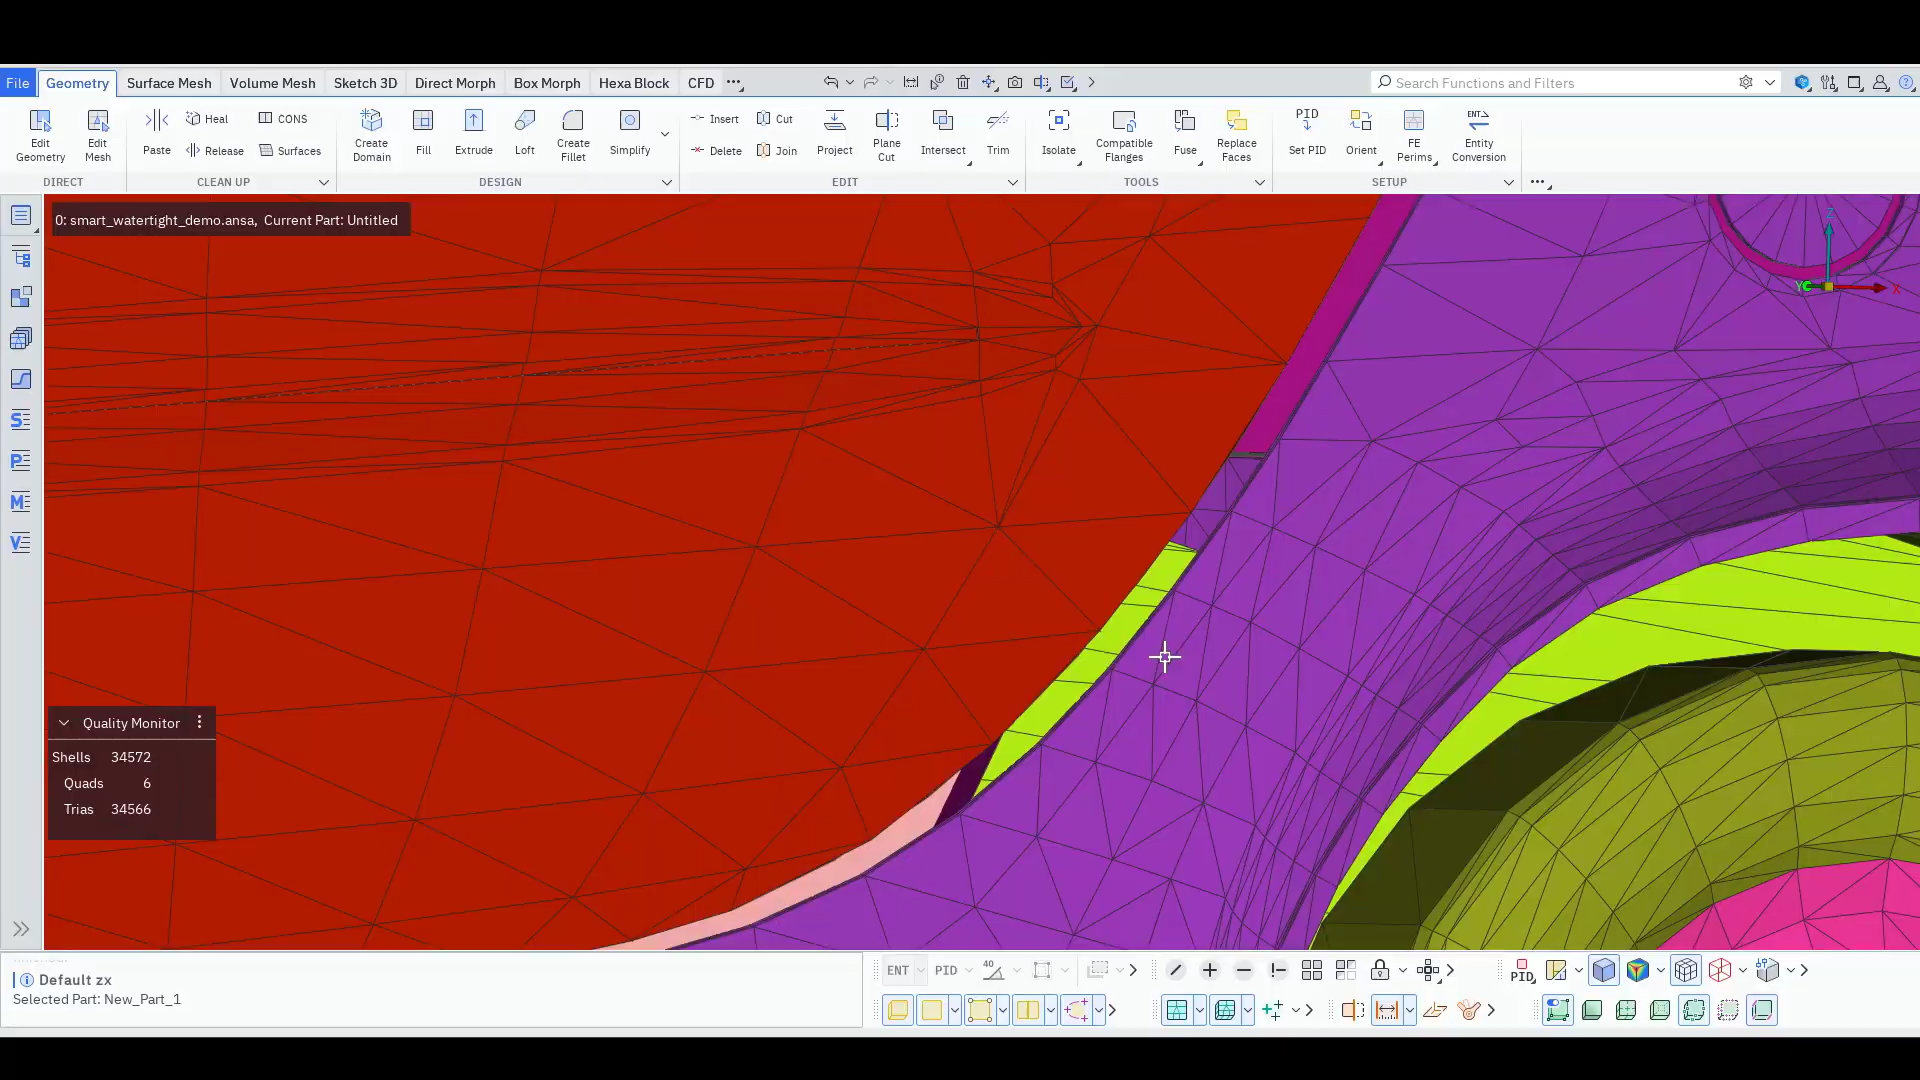 File Geometry Surface Mesh Volume Mesh Sketch 3D Direct Morph Box Morph Hexa Block CFD Search Functions and Filters
Edit Geometry
Edit Mesh
Paste
Heal
CONS
Release
Surfaces
Create Domain
Fill
Extrude
Loft
Create Fillet
Simplify
Insert
Cut
Delete
Join
Project
Plane Cut
Intersect
Trim
Isolate
Compatible Flanges
Fuse
Replace Faces
PID
Set PID
Orient
FE Perims
ENT
Entity Conversion
DIRECT CLEAN UP DESIGN EDIT TOOLS SETUP
0: smart_watertight_demo.ansa, Current Part: Untitled
Z
Y X
S
P
M
V
Quality Monitor
Shells 34572
Quads 6
Trias 34566
Default zx
Selected Part: New_Part_1
ENT PID 40 PID